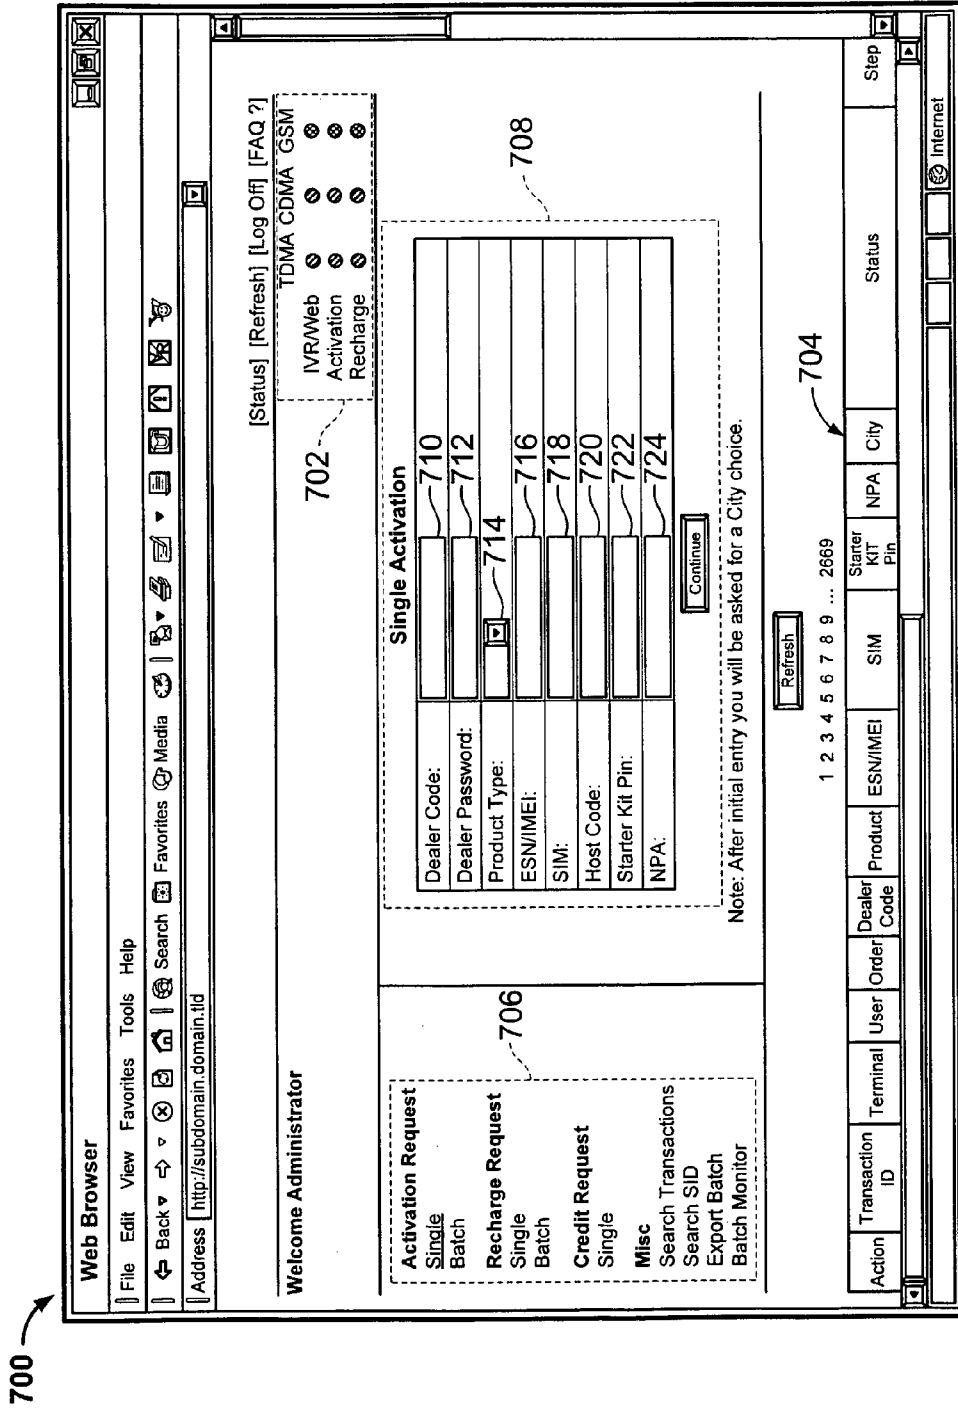 700
Web Browser
File Edit View Favorites Tools Help
Back Search Favorites Media
Address http://subdomain.domain.tld
[Status] [Refresh] [Log Off] [FAQ ?]
Welcome Administrator
TDMA CDMA GSM
IVR/Web
Activation
Recharge
702
Activation Request
Single
Batch
Recharge Request
Single
Batch
Credit Request
Single
Misc
Search Transactions
Search SID
Export Batch
Batch Monitor
706
Single Activation
708
Dealer Code: 710
Dealer Password: 712
Product Type: 714
ESN/IMEI: 716
SIM: 718
Host Code: 720
Starter Kit Pin: 722
NPA: 724
Continue
Note: After initial entry you will be asked for a City choice.
Refresh
1 2 3 4 5 6 7 8 9 ... 2669
704
Action Transaction ID Terminal User Order Dealer Code Product ESN/IMEI SIM Starter KIT Pin NPA City Status Step
Internet